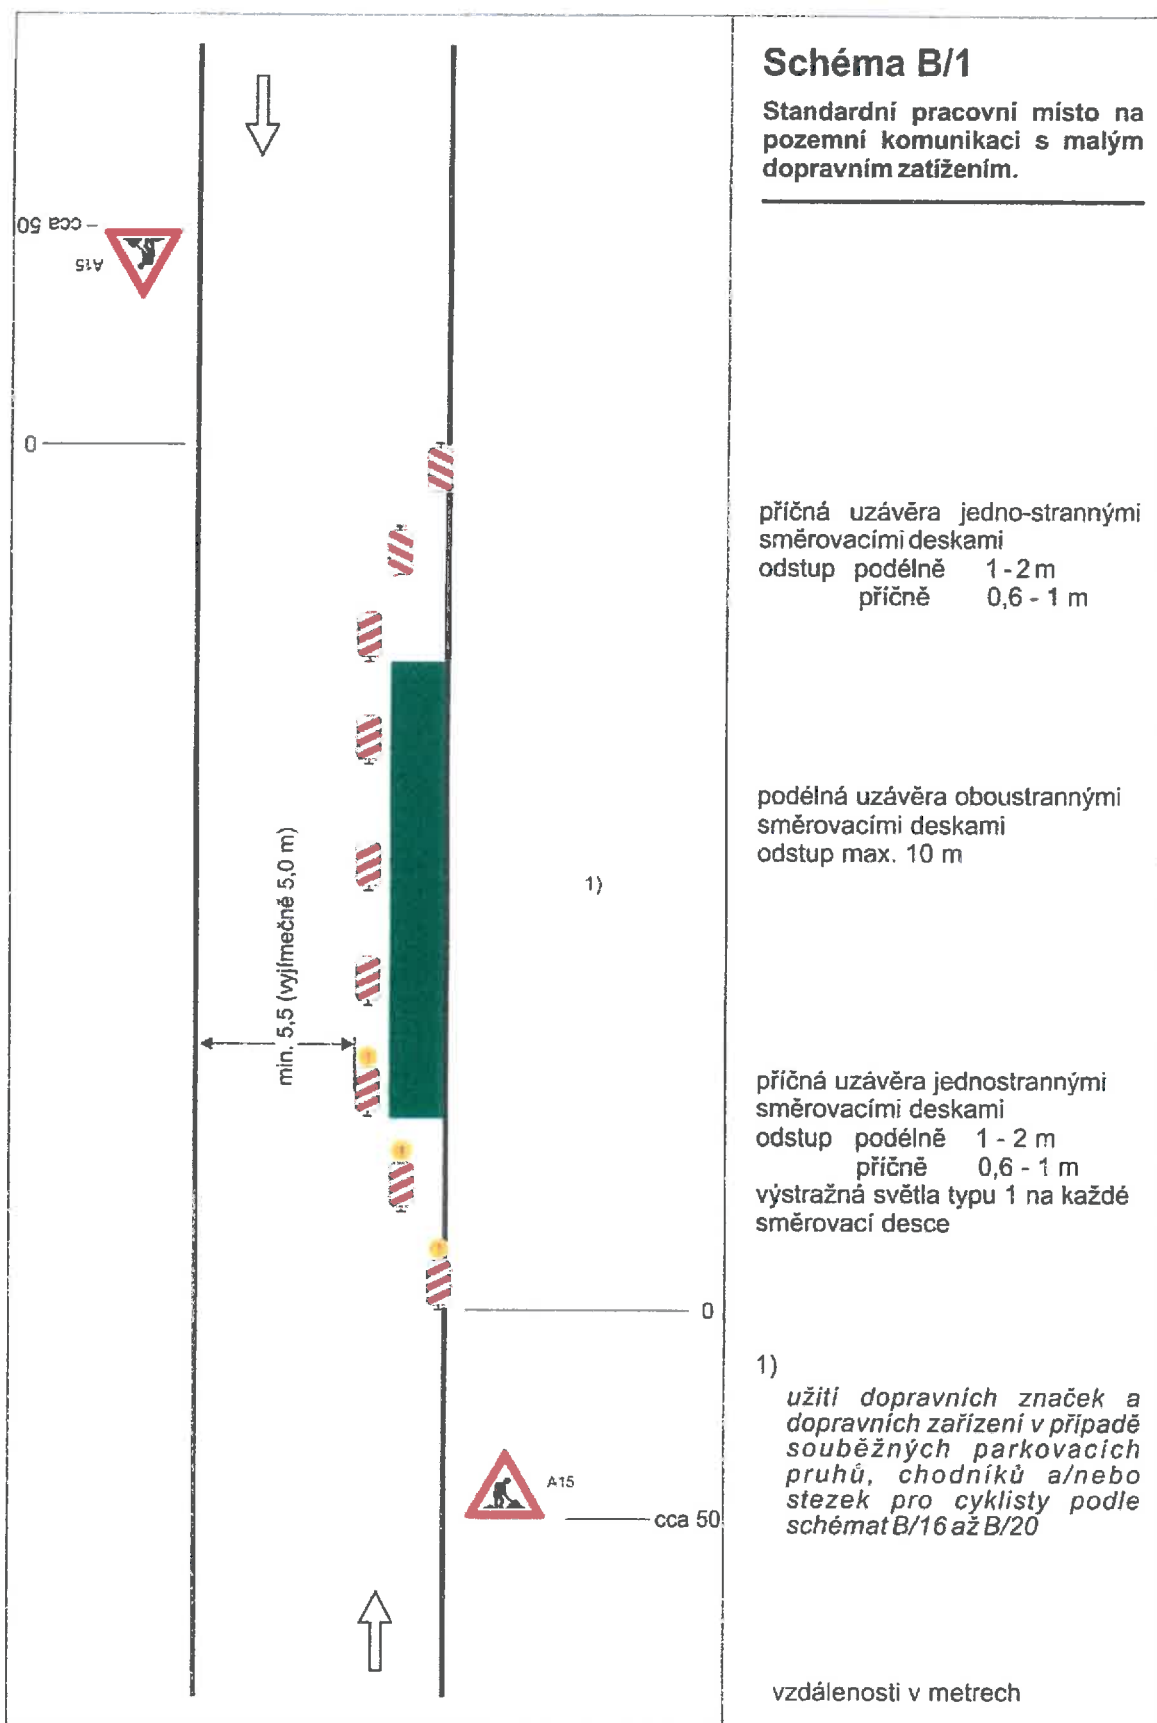 Schéma B/1
Standardní pracovní místo na
pozemní komunikaci s malým
dopravním zatížením.
cca 50
A15
0
příčná uzávěra jedno-strannými
směrovacími deskami
odstup podélně 1 - 2 m
příčně 0,6 - 1 m
podélná uzávěra oboustrannými
směrovacími deskami
odstup max. 10 m
min. 5,5 (vyjímečně 5,0 m)
1)
příčná uzávěra jednostrannými
směrovacími deskami
odstup podélně 1 - 2 m
příčně 0,6 - 1 m
výstražná světla typu 1 na každé
směrovací desce
0
1)
užití dopravních značek a
dopravních zařízení v případě
souběžných parkovacích
pruhů, chodníků a/nebo
stezek pro cyklisty podle
schémat B/16 až B/20
A15
cca 50
vzdálenosti v metrech